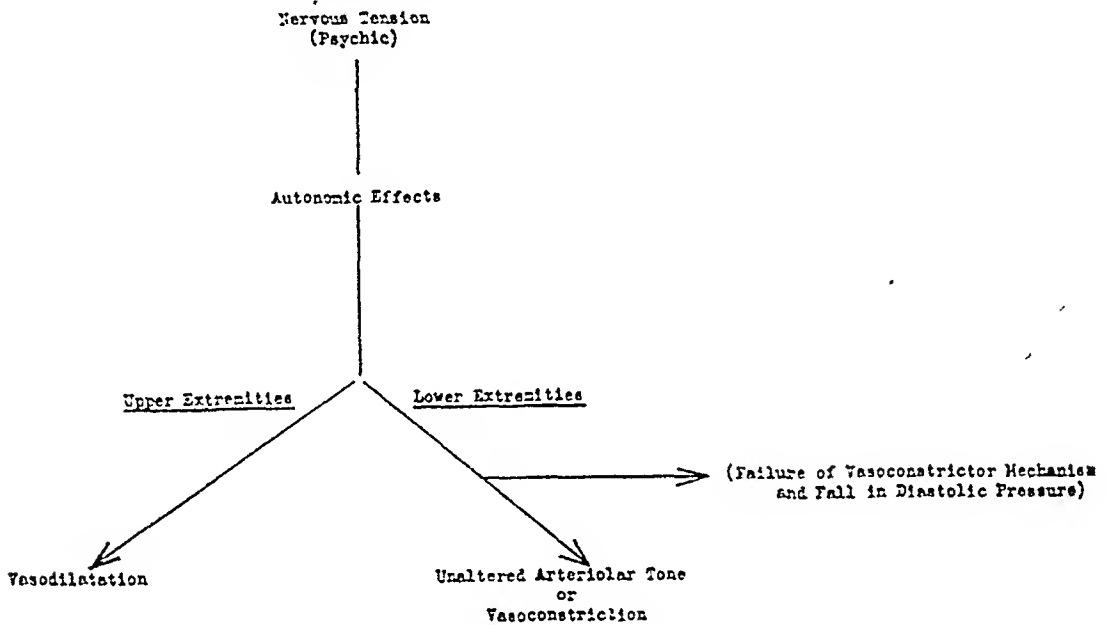 Nervous Tension
(Psychic)
Autonomic Effects
Upper Extremities
Lower Extremities
(Failure of Vasoconstrictor Mechanism
and Fall in Diastolic Pressure)
Vasodilatation
Unaltered Arteriolar Tone
or
Vasoconstriction